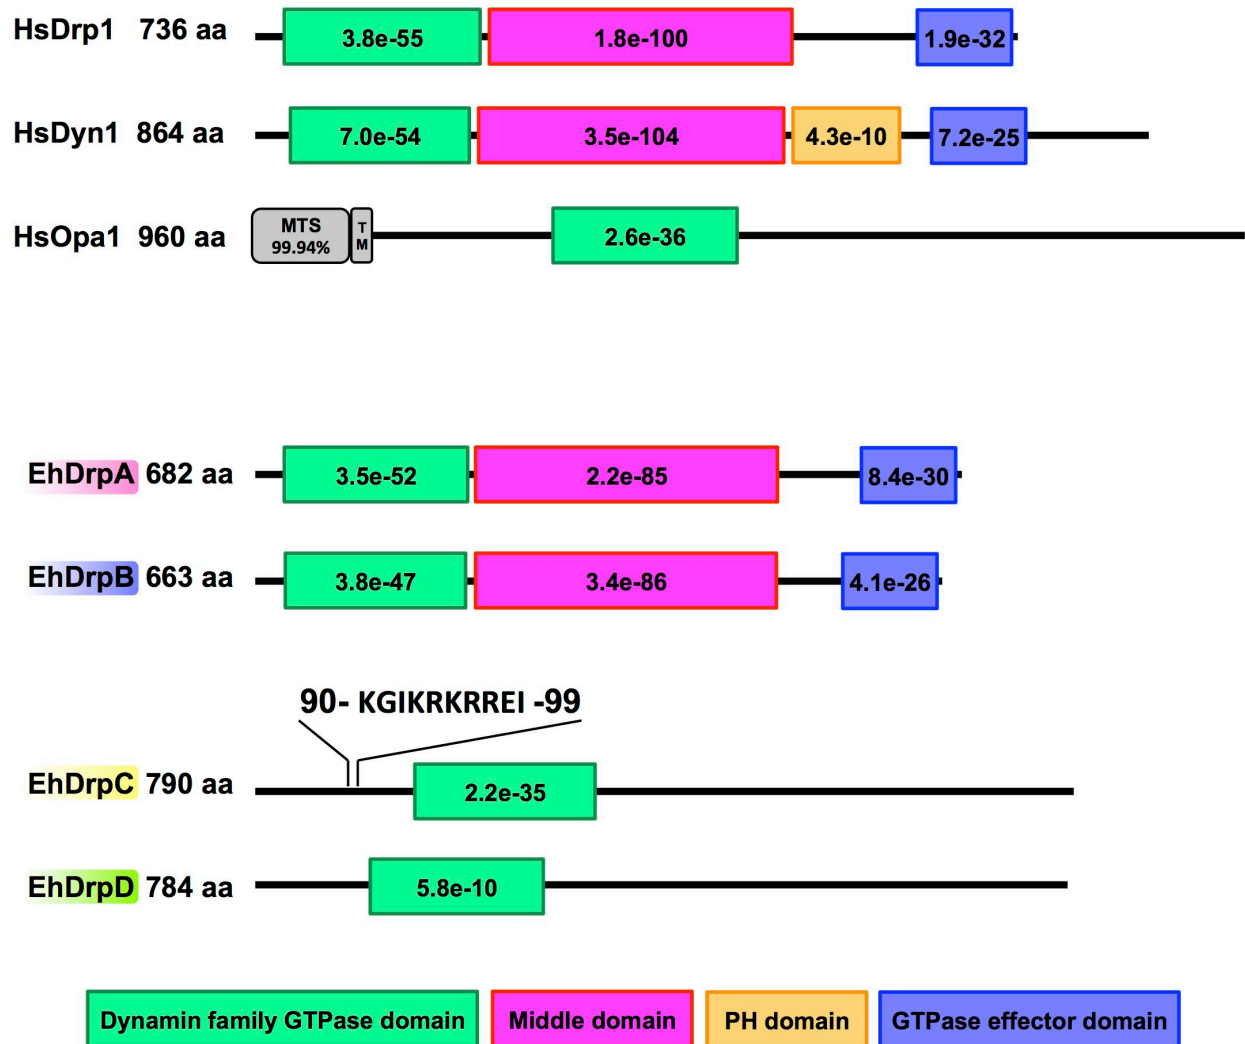 HsDrp1 736 aa 3.8e-55 1.8e-100 1.9e-32
HsDyn1 864 aa 7.0e-54 3.5e-104 4.3e-10 7.2e-25
HsOpa1 960 aa MTS 99.94% TM 2.6e-36
EhDrpA 682 aa 3.5e-52 2.2e-85 8.4e-30
EhDrpB 663 aa 3.8e-47 3.4e-86 4.1e-26
90- KGIKRKRREI -99
EhDrpC 790 aa 2.2e-35
EhDrpD 784 aa 5.8e-10
Dynamin family GTPase domain Middle domain PH domain GTPase effector domain